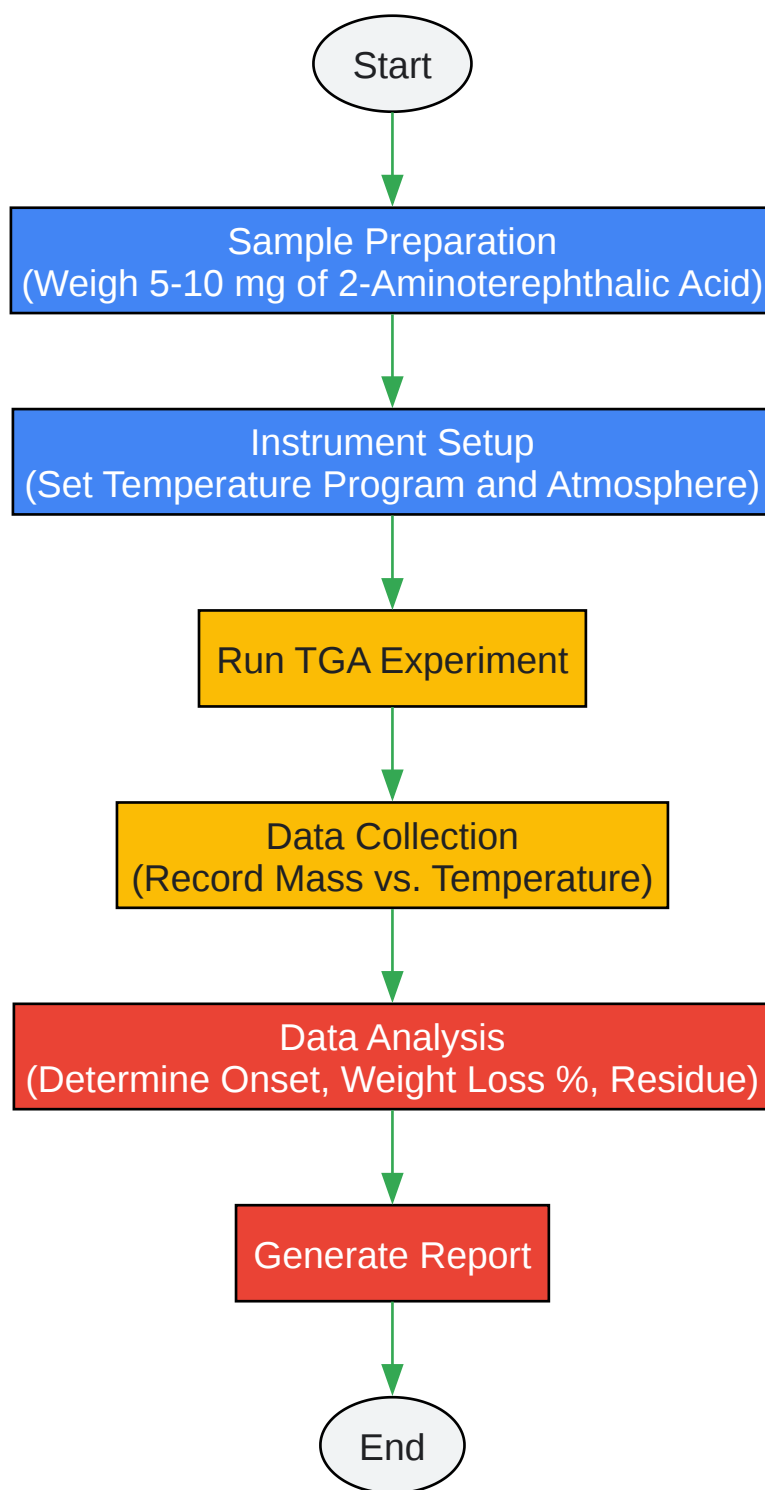 Start
Sample Preparation
(Weigh 5-10 mg of 2-Aminoterephthalic Acid)
Instrument Setup
(Set Temperature Program and Atmosphere)
Run TGA Experiment
Data Collection
(Record Mass vs. Temperature)
Data Analysis
(Determine Onset, Weight Loss %, Residue)
Generate Report
End